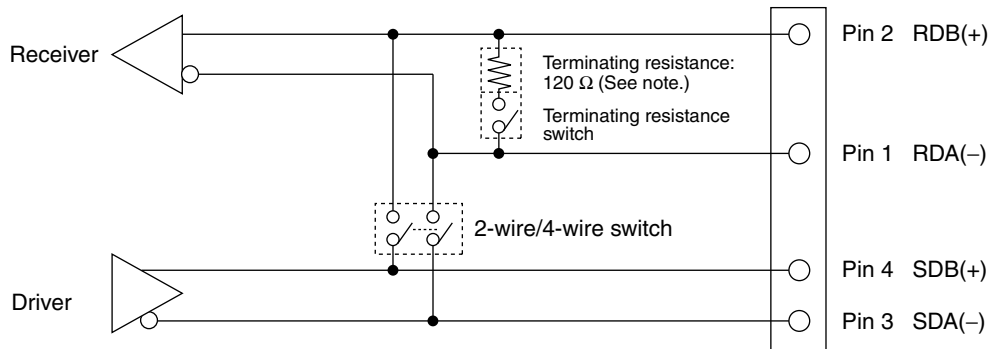 Receiver
Pin 2 RDB(+)
Terminating resistance:
120 Ω (See note.)
Terminating resistance
switch
Pin 1 RDA(−)
2-wire/4-wire switch
Driver
Pin 4 SDB(+)
Pin 3 SDA(−)